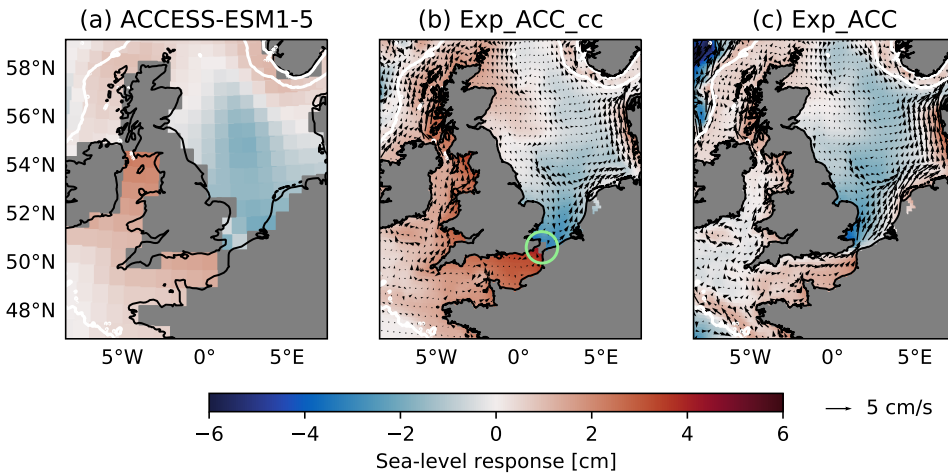 (a) ACCESS-ESM1-5
(b) Exp_ACC_cc
(c) Exp_ACC
58°N
56°N
54°N
52°N
50°N
48°N
5°W 0° 5°E
5°W 0° 5°E
5°W 0° 5°E
−6 −4 −2 0 2 4 6
5 cm/s
Sea-level response [cm]